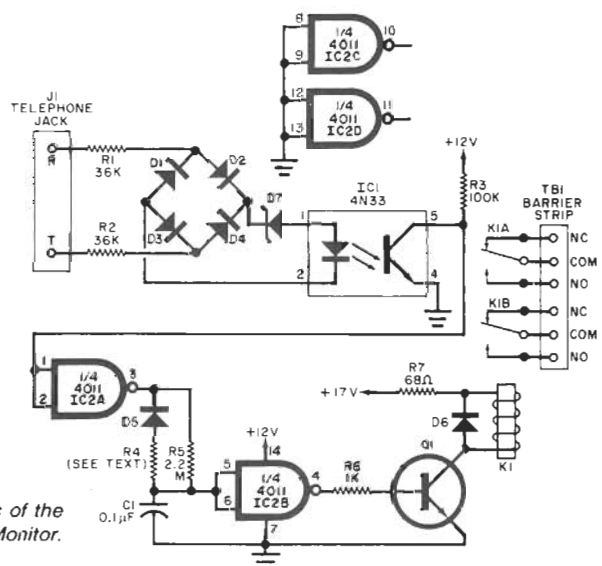 8
9
1/4
4011
IC2C
10
12
13
1/4
4011
IC2D
11
J1
TELEPHONE
JACK
R
T
R1
36K
R2
36K
D1
D2
D3
D4
D7
IC1
4N33
1
2
5
4
+12V
R3
100K
TB1
BARRIER
STRIP
K1A
NC
COM
NO
K1B
NC
COM
NO
1
2
1/4
4011
IC2A
3
D5
R4
(SEE TEXT)
R5
2.2
M
C1
0.1µF
+12V
14
5
6
1/4
4011
IC2B
4
7
R6
1K
Q1
+17V
R7
68Ω
D6
K1
c of the
Monitor.